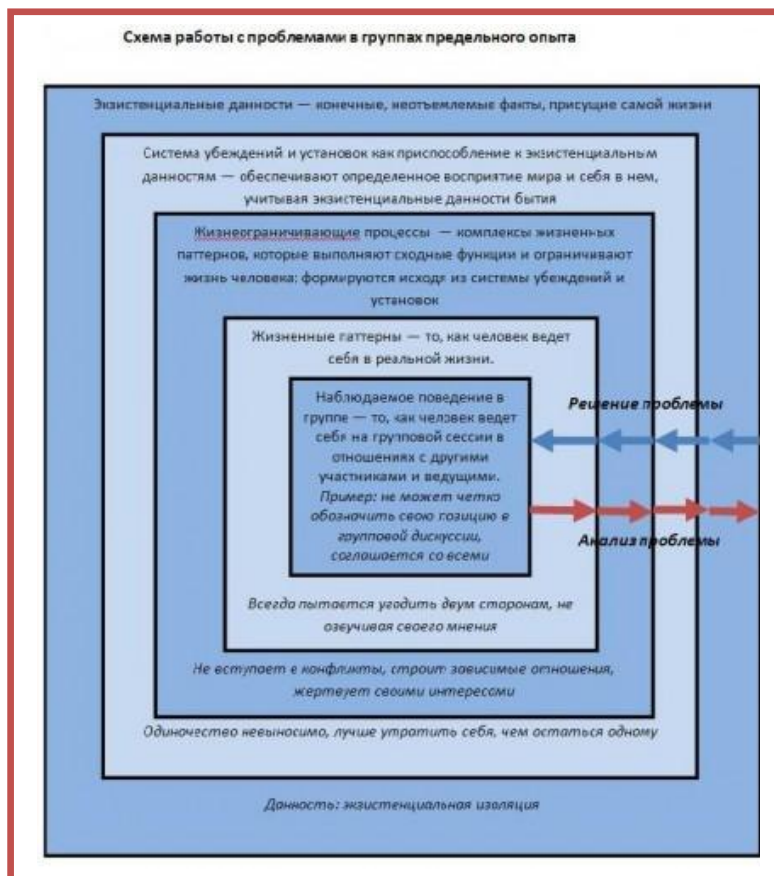 Схема работы с проблемами в группах предельного опыта
Экзистенциальные данности — конечные, неотъемлемые факты, присущие самой жизни
Система убеждений и установок как приспособление к экзистенциальным
данностям — обеспечивают определенное восприятие мира и себя в нем,
учитывая экзистенциальные данности бытия
Жизнеограничивающие процессы — комплексы жизненных
паттернов, которые выполняют сходные функции и ограничивают
жизнь человека: формируются исходя из системы убеждений и
установок
Жизненные паттерны — то, как человек ведет
себя в реальной жизни.
Наблюдаемое поведение в
группе — то, как человек ведет
себя на групповой сессии в
отношениях с другими
участниками и ведущими.
Пример: не может четко
обозначить свою позицию в
групповой дискуссии,
соглашается со всеми
Решение проблемы
Анализ проблемы
Всегда пытается угодить двум сторонам, не
озвучивая своего мнения
Не вступает в конфликты, строит зависимые отношения,
жертвует своими интересами
Одиночество невыносимо, лучше утратить себя, чем остаться одному
Данность: экзистенциальная изоляция